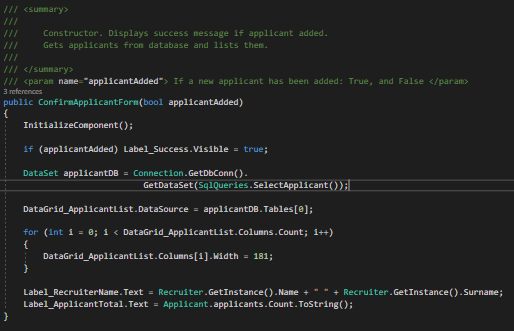 /// <summary>
///
///     Constructor. Displays success message if applicant added.
///     Gets applicants from database and lists them.
///
/// </summary>
/// <param name="applicantAdded"> If a new applicant has been added: True, and False </param>
3 references
public ConfirmApplicantForm(bool applicantAdded)
{
    InitializeComponent();

    if (applicantAdded) Label_Success.Visible = true;

    DataSet applicantDB = Connection.GetDbConn().
                            GetDataSet(SqlQueries.SelectApplicant());

    DataGrid_ApplicantList.DataSource = applicantDB.Tables[0];

    for (int i = 0; i < DataGrid_ApplicantList.Columns.Count; i++)
    {
        DataGrid_ApplicantList.Columns[i].Width = 181;
    }

    Label_RecruiterName.Text = Recruiter.GetInstance().Name + " " + Recruiter.GetInstance().Surname;
    Label_ApplicantTotal.Text = Applicant.applicants.Count.ToString();
}